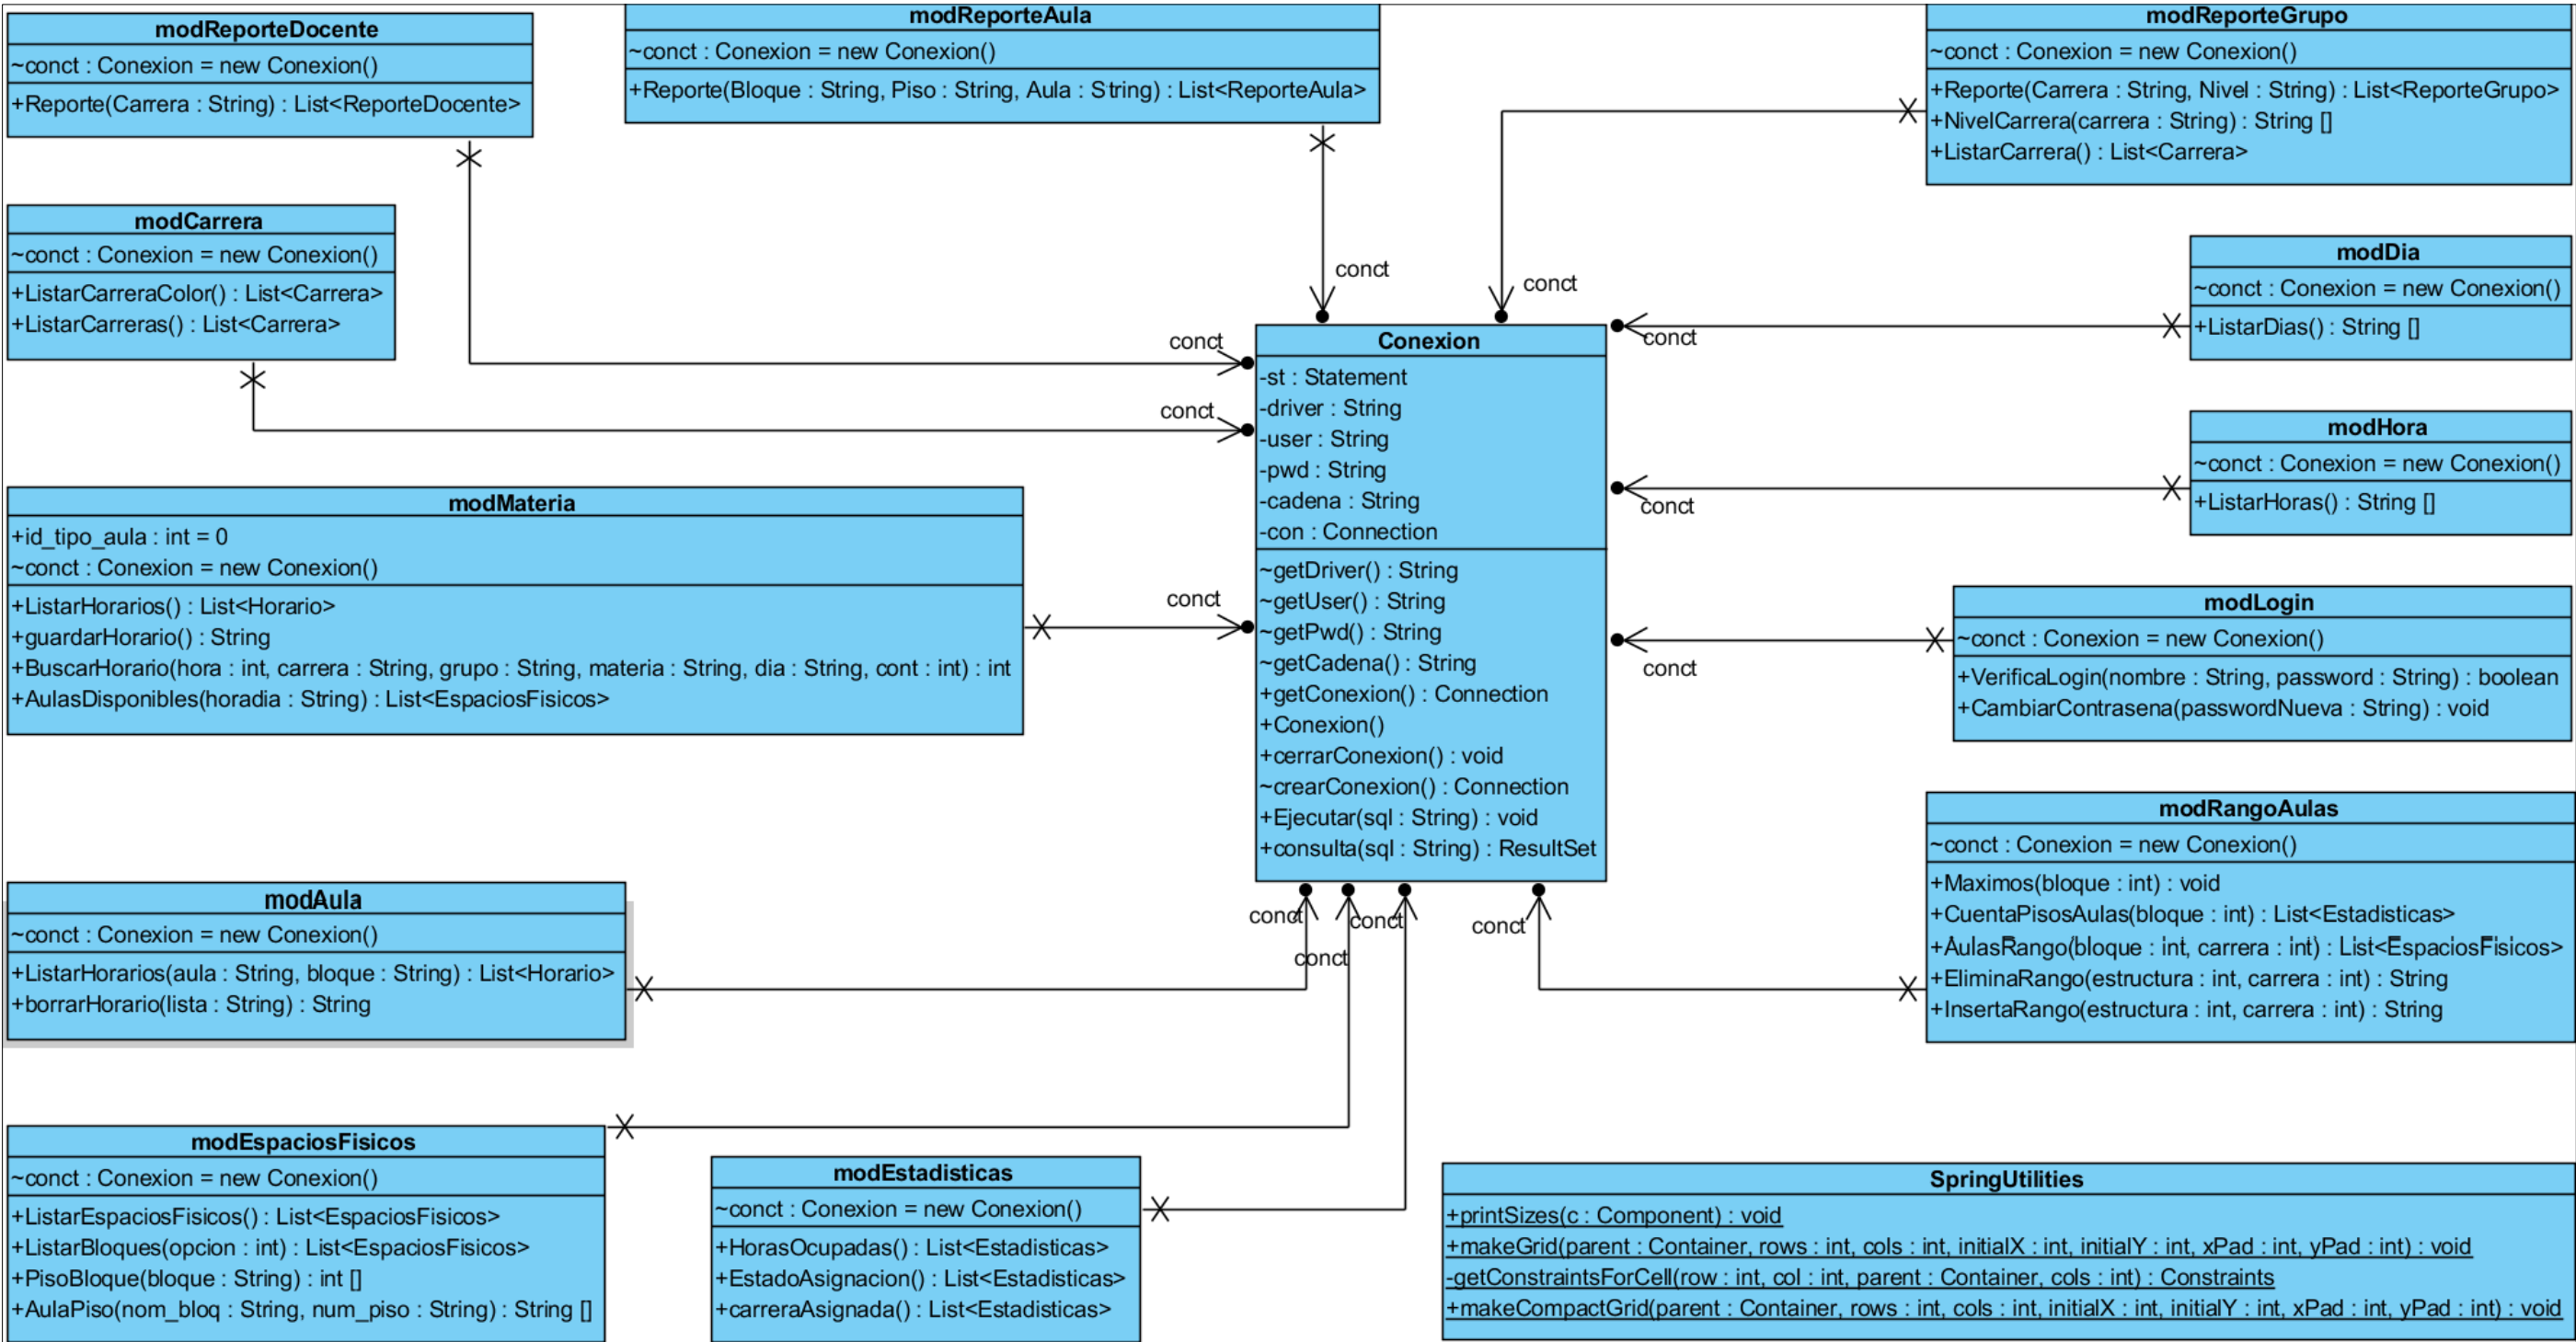 modReporteDocente
~conct : Conexion = new Conexion()
+Reporte(Carrera : String) : List<ReporteDocente>
modReporteAula
~conct : Conexion = new Conexion()
+Reporte(Bloque : String, Piso : String, Aula : String) : List<ReporteAula>
modReporteGrupo
~conct : Conexion = new Conexion()
+Reporte(Carrera : String, Nivel : String) : List<ReporteGrupo>
+NivelCarrera(carrera : String) : String []
+ListarCarrera() : List<Carrera>
modCarrera
~conct : Conexion = new Conexion()
+ListarCarreraColor() : List<Carrera>
+ListarCarreras() : List<Carrera>
modDia
~conct : Conexion = new Conexion()
+ListarDias() : String []
conct
conct
conct
conct
conct
Conexion
-st : Statement
-driver : String
-user : String
-pwd : String
-cadena : String
-con : Connection
~getDriver() : String
~getUser() : String
~getPwd() : String
~getCadena() : String
+getConexion() : Connection
+Conexion()
+cerrarConexion() : void
~crearConexion() : Connection
+Ejecutar(sql : String) : void
+consulta(sql : String) : ResultSet
modHora
~conct : Conexion = new Conexion()
+ListarHoras() : String []
conct
modMateria
+id_tipo_aula : int = 0
~conct : Conexion = new Conexion()
+ListarHorarios() : List<Horario>
+guardarHorario() : String
+BuscarHorario(hora : int, carrera : String, grupo : String, materia : String, dia : String, cont : int) : int
+AulasDisponibles(horadia : String) : List<EspaciosFisicos>
conct
modLogin
~conct : Conexion = new Conexion()
+VerificaLogin(nombre : String, password : String) : boolean
+CambiarContrasena(passwordNueva : String) : void
conct
modRangoAulas
~conct : Conexion = new Conexion()
+Maximos(bloque : int) : void
+CuentaPisosAulas(bloque : int) : List<Estadisticas>
+AulasRango(bloque : int, carrera : int) : List<EspaciosFisicos>
+EliminaRango(estructura : int, carrera : int) : String
+InsertaRango(estructura : int, carrera : int) : String
modAula
~conct : Conexion = new Conexion()
+ListarHorarios(aula : String, bloque : String) : List<Horario>
+borrarHorario(lista : String) : String
conct
conct
conct
conct
modEspaciosFisicos
~conct : Conexion = new Conexion()
+ListarEspaciosFisicos() : List<EspaciosFisicos>
+ListarBloques(opcion : int) : List<EspaciosFisicos>
+PisoBloque(bloque : String) : int []
+AulaPiso(nom_bloq : String, num_piso : String) : String []
modEstadisticas
~conct : Conexion = new Conexion()
+HorasOcupadas() : List<Estadisticas>
+EstadoAsignacion() : List<Estadisticas>
+carreraAsignada() : List<Estadisticas>
SpringUtilities
+printSizes(c : Component) : void
+makeGrid(parent : Container, rows : int, cols : int, initialX : int, initialY : int, xPad : int, yPad : int) : void
-getConstraintsForCell(row : int, col : int, parent : Container, cols : int) : Constraints
+makeCompactGrid(parent : Container, rows : int, cols : int, initialX : int, initialY : int, xPad : int, yPad : int) : void